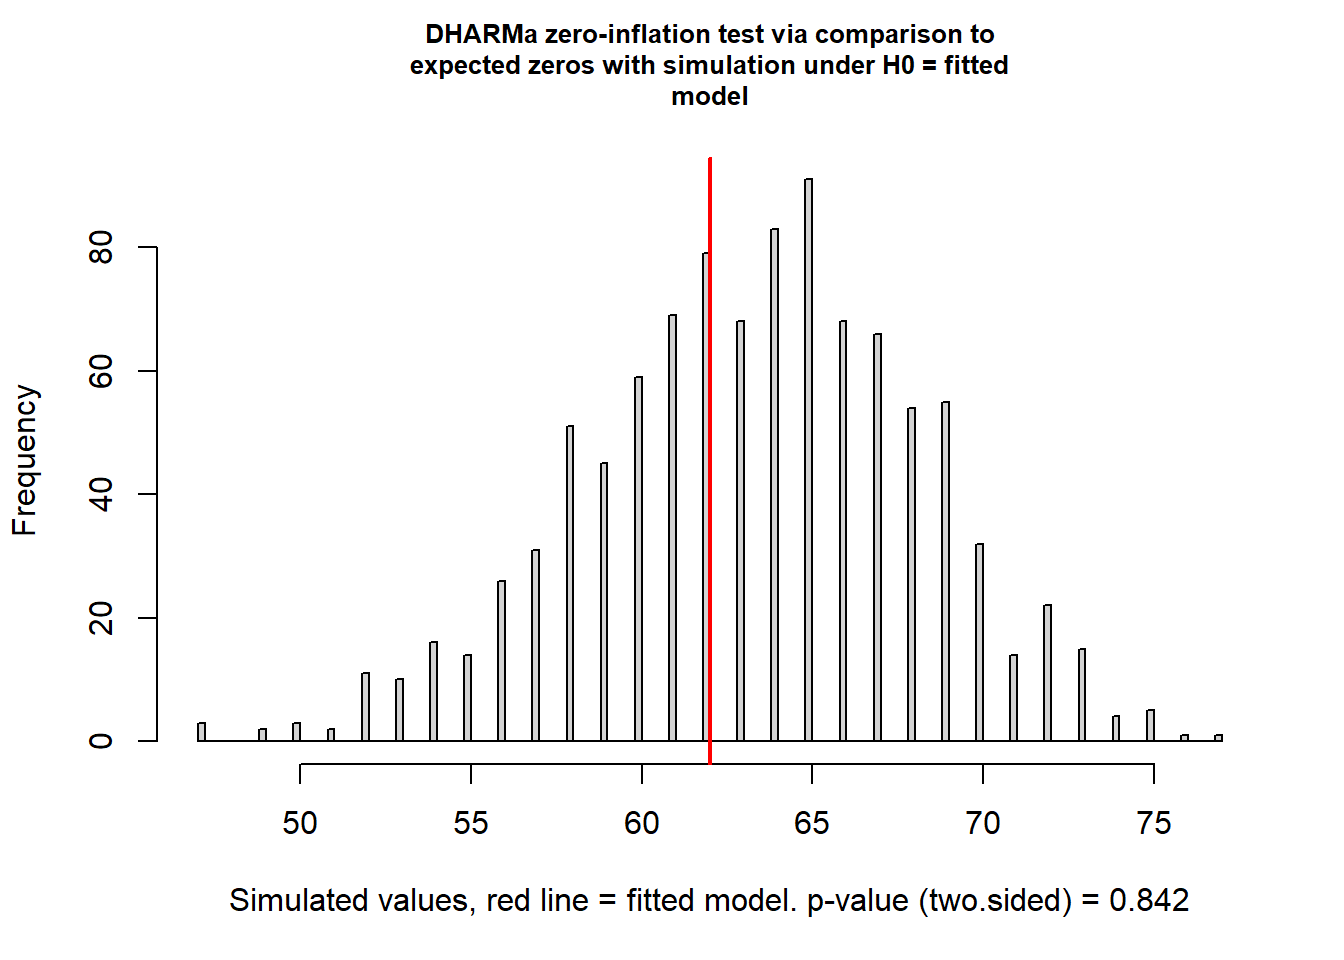 DHARMa zero-inflation test via comparison to
expected zeros with simulation under H0 = fitted
model
Frequency
80
60
40
20
0
50 55 60 65 70 75
Simulated values, red line = fitted model. p-value (two.sided) = 0.842